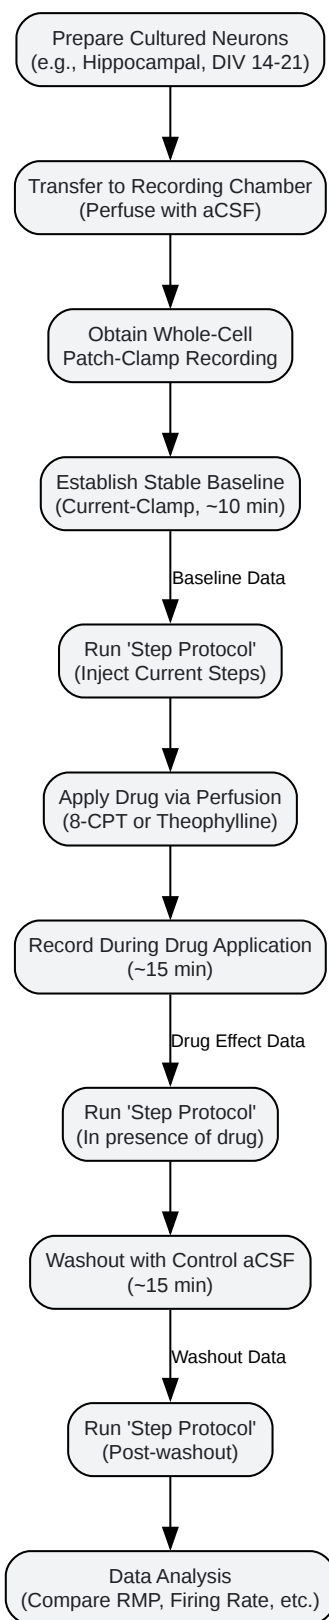 Prepare Cultured Neurons
(e.g., Hippocampal, DIV 14-21)
Transfer to Recording Chamber
(Perfuse with aCSF)
Obtain Whole-Cell
Patch-Clamp Recording
Establish Stable Baseline
(Current-Clamp, ~10 min)
Baseline Data
Run 'Step Protocol'
(Inject Current Steps)
Apply Drug via Perfusion
(8-CPT or Theophylline)
Record During Drug Application
(~15 min)
Drug Effect Data
Run 'Step Protocol'
(In presence of drug)
Washout with Control aCSF
(~15 min)
Washout Data
Run 'Step Protocol'
(Post-washout)
Data Analysis
(Compare RMP, Firing Rate, etc.)